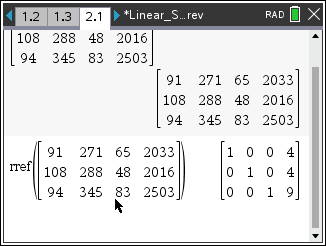 1.2 1.3 2.1 *Linear_S...rev RAD
108 288 48 2016
94 345 83 2503
91 271 65 2033
108 288 48 2016
94 345 83 2503
91 271 65 2033
rref 108 288 48 2016
94 345 83 2503
1 0 0 4
0 1 0 4
0 0 1 9